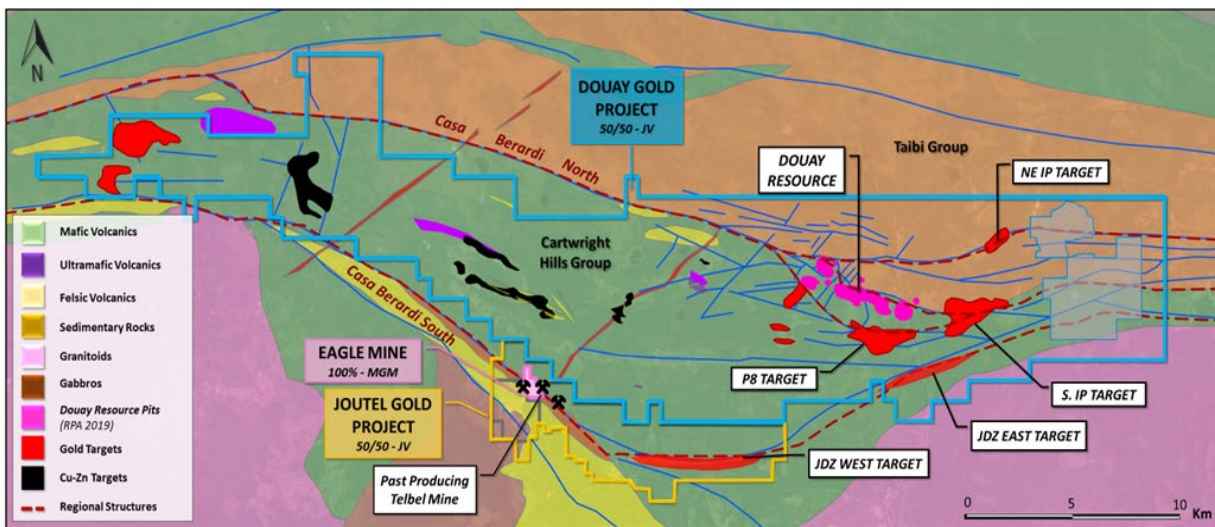 N
DOUAY GOLD
PROJECT
50/50 - JV
Casa Berardi North
Taibi Group
DOUAY
RESOURCE
NE IP TARGET
Cartwright
Hills Group
Casa Berardi South
Mafic Volcanics
Ultramafic Volcanics
Felsic Volcanics
Sedimentary Rocks
Granitoids
Gabbros
Douay Resource Pits
(RPA 2019)
Gold Targets
Cu-Zn Targets
Regional Structures
EAGLE MINE
100% - MGM
JOUTEL GOLD
PROJECT
50/50 - JV
Past Producing
Telbel Mine
P8 TARGET
S. IP TARGET
JDZ EAST TARGET
JDZ WEST TARGET
0 5 10
Km